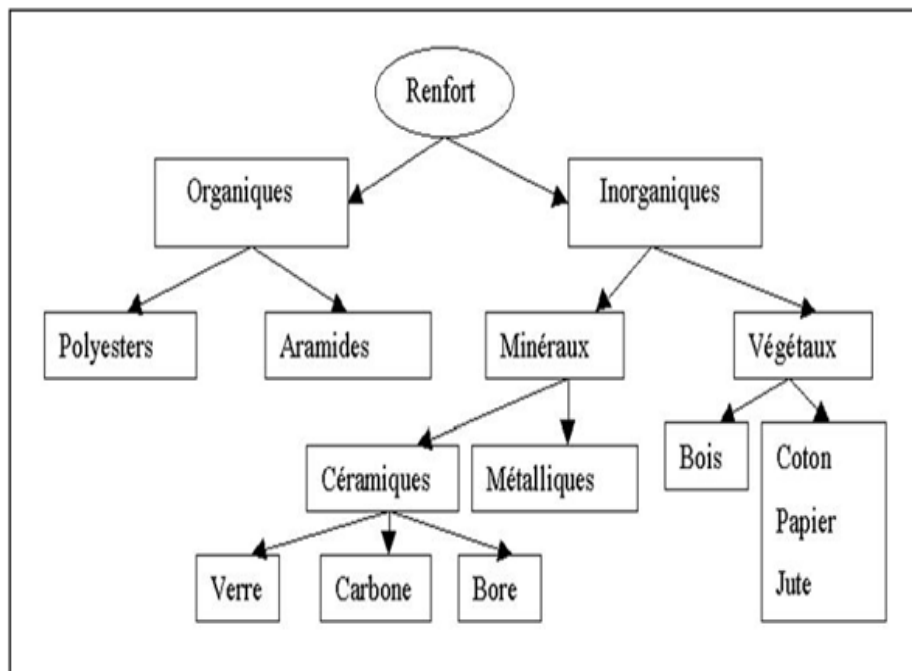 Renfort
Organiques
Inorganiques
Polyesters
Aramides
Minéraux
Végétaux
Céramiques
Métalliques
Bois
Coton
Papier
Jute
Verre
Carbone
Bore